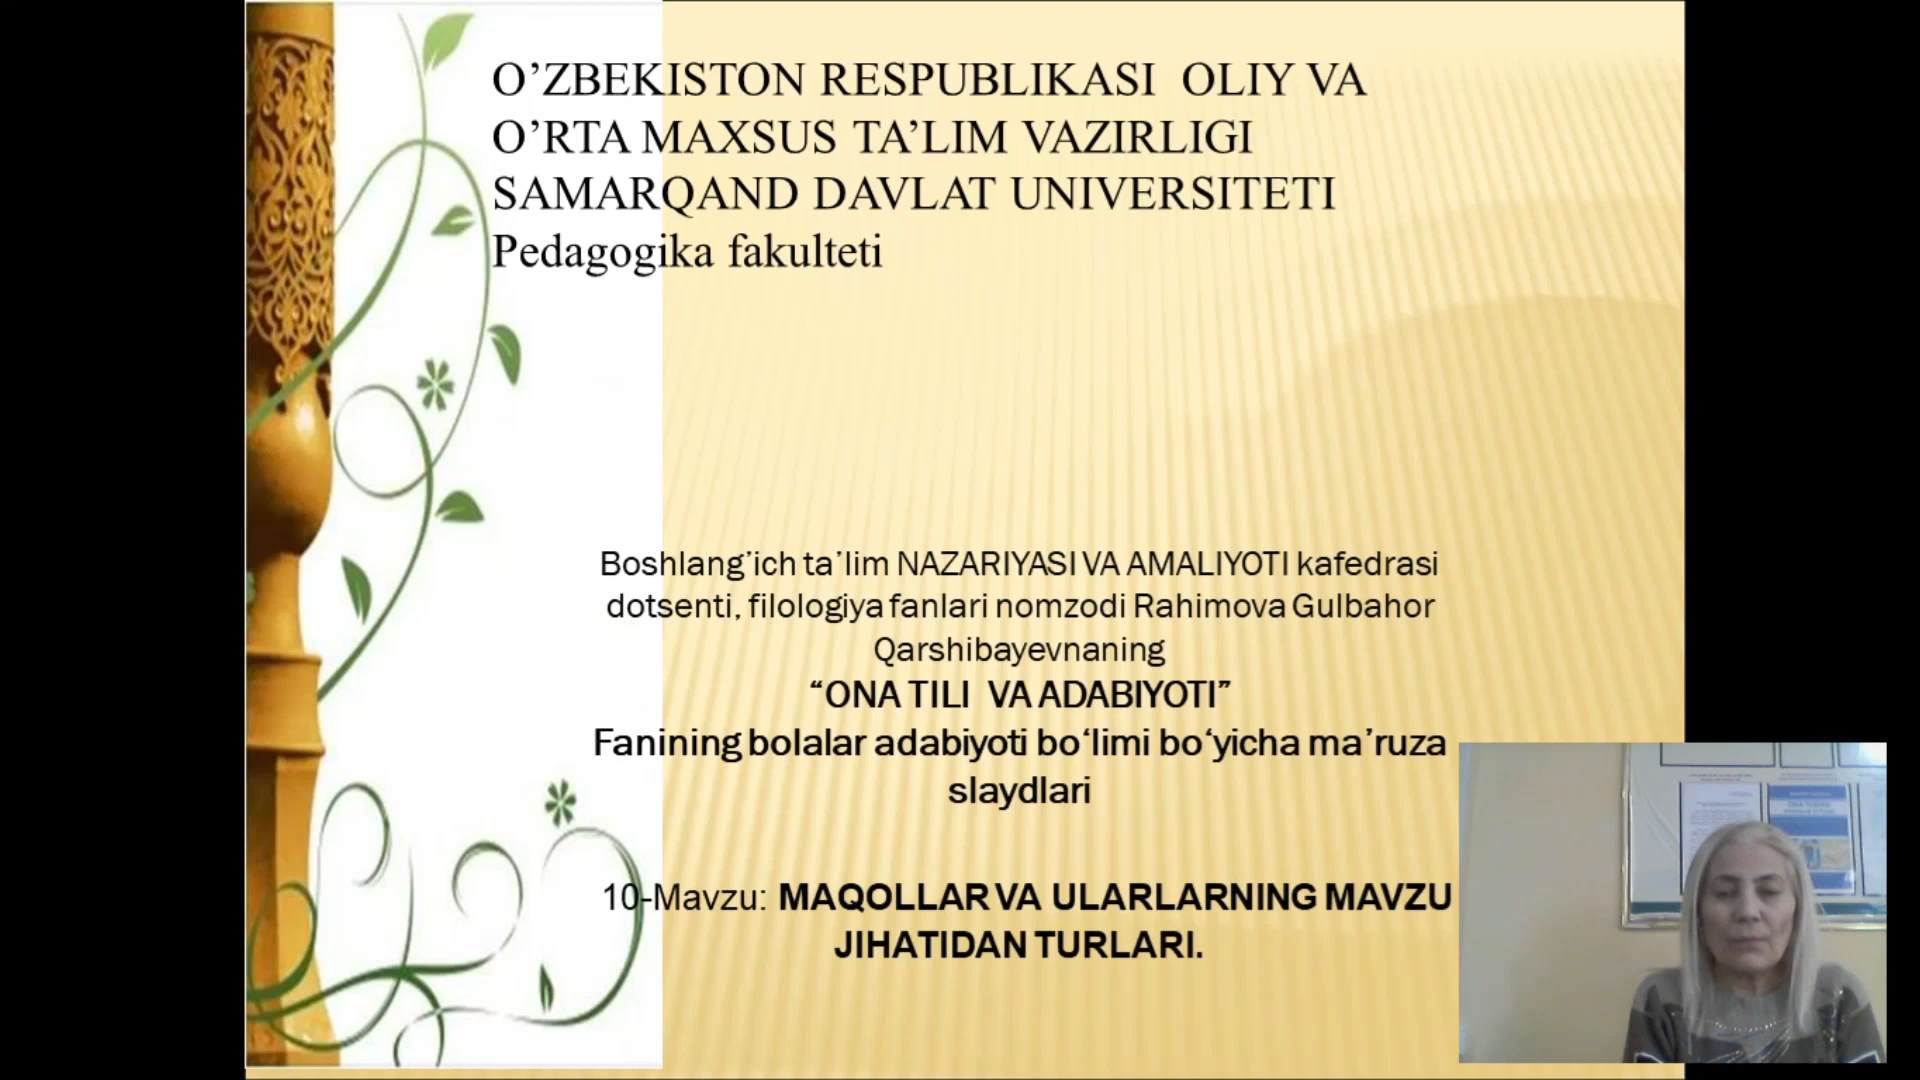 O’ZBEKISTON RESPUBLIKASI OLIY VA
O’RTA MAXSUS TA’LIM VAZIRLIGI
SAMARQAND DAVLAT UNIVERSITETI
Pedagogika fakulteti
Boshlang’ich ta’lim NAZARIYASI VA AMALIYOTI kafedrasi
dotsenti, filologiya fanlari nomzodi Rahimova Gulbahor
Qarshibayevnaning
“ONA TILI VA ADABIYOTI”
Fanining bolalar adabiyoti bo‘limi bo‘yicha ma’ruza
slaydlari
10-Mavzu: MAQOLLAR VA ULARLARNING MAVZU
JIHATIDAN TURLARI.